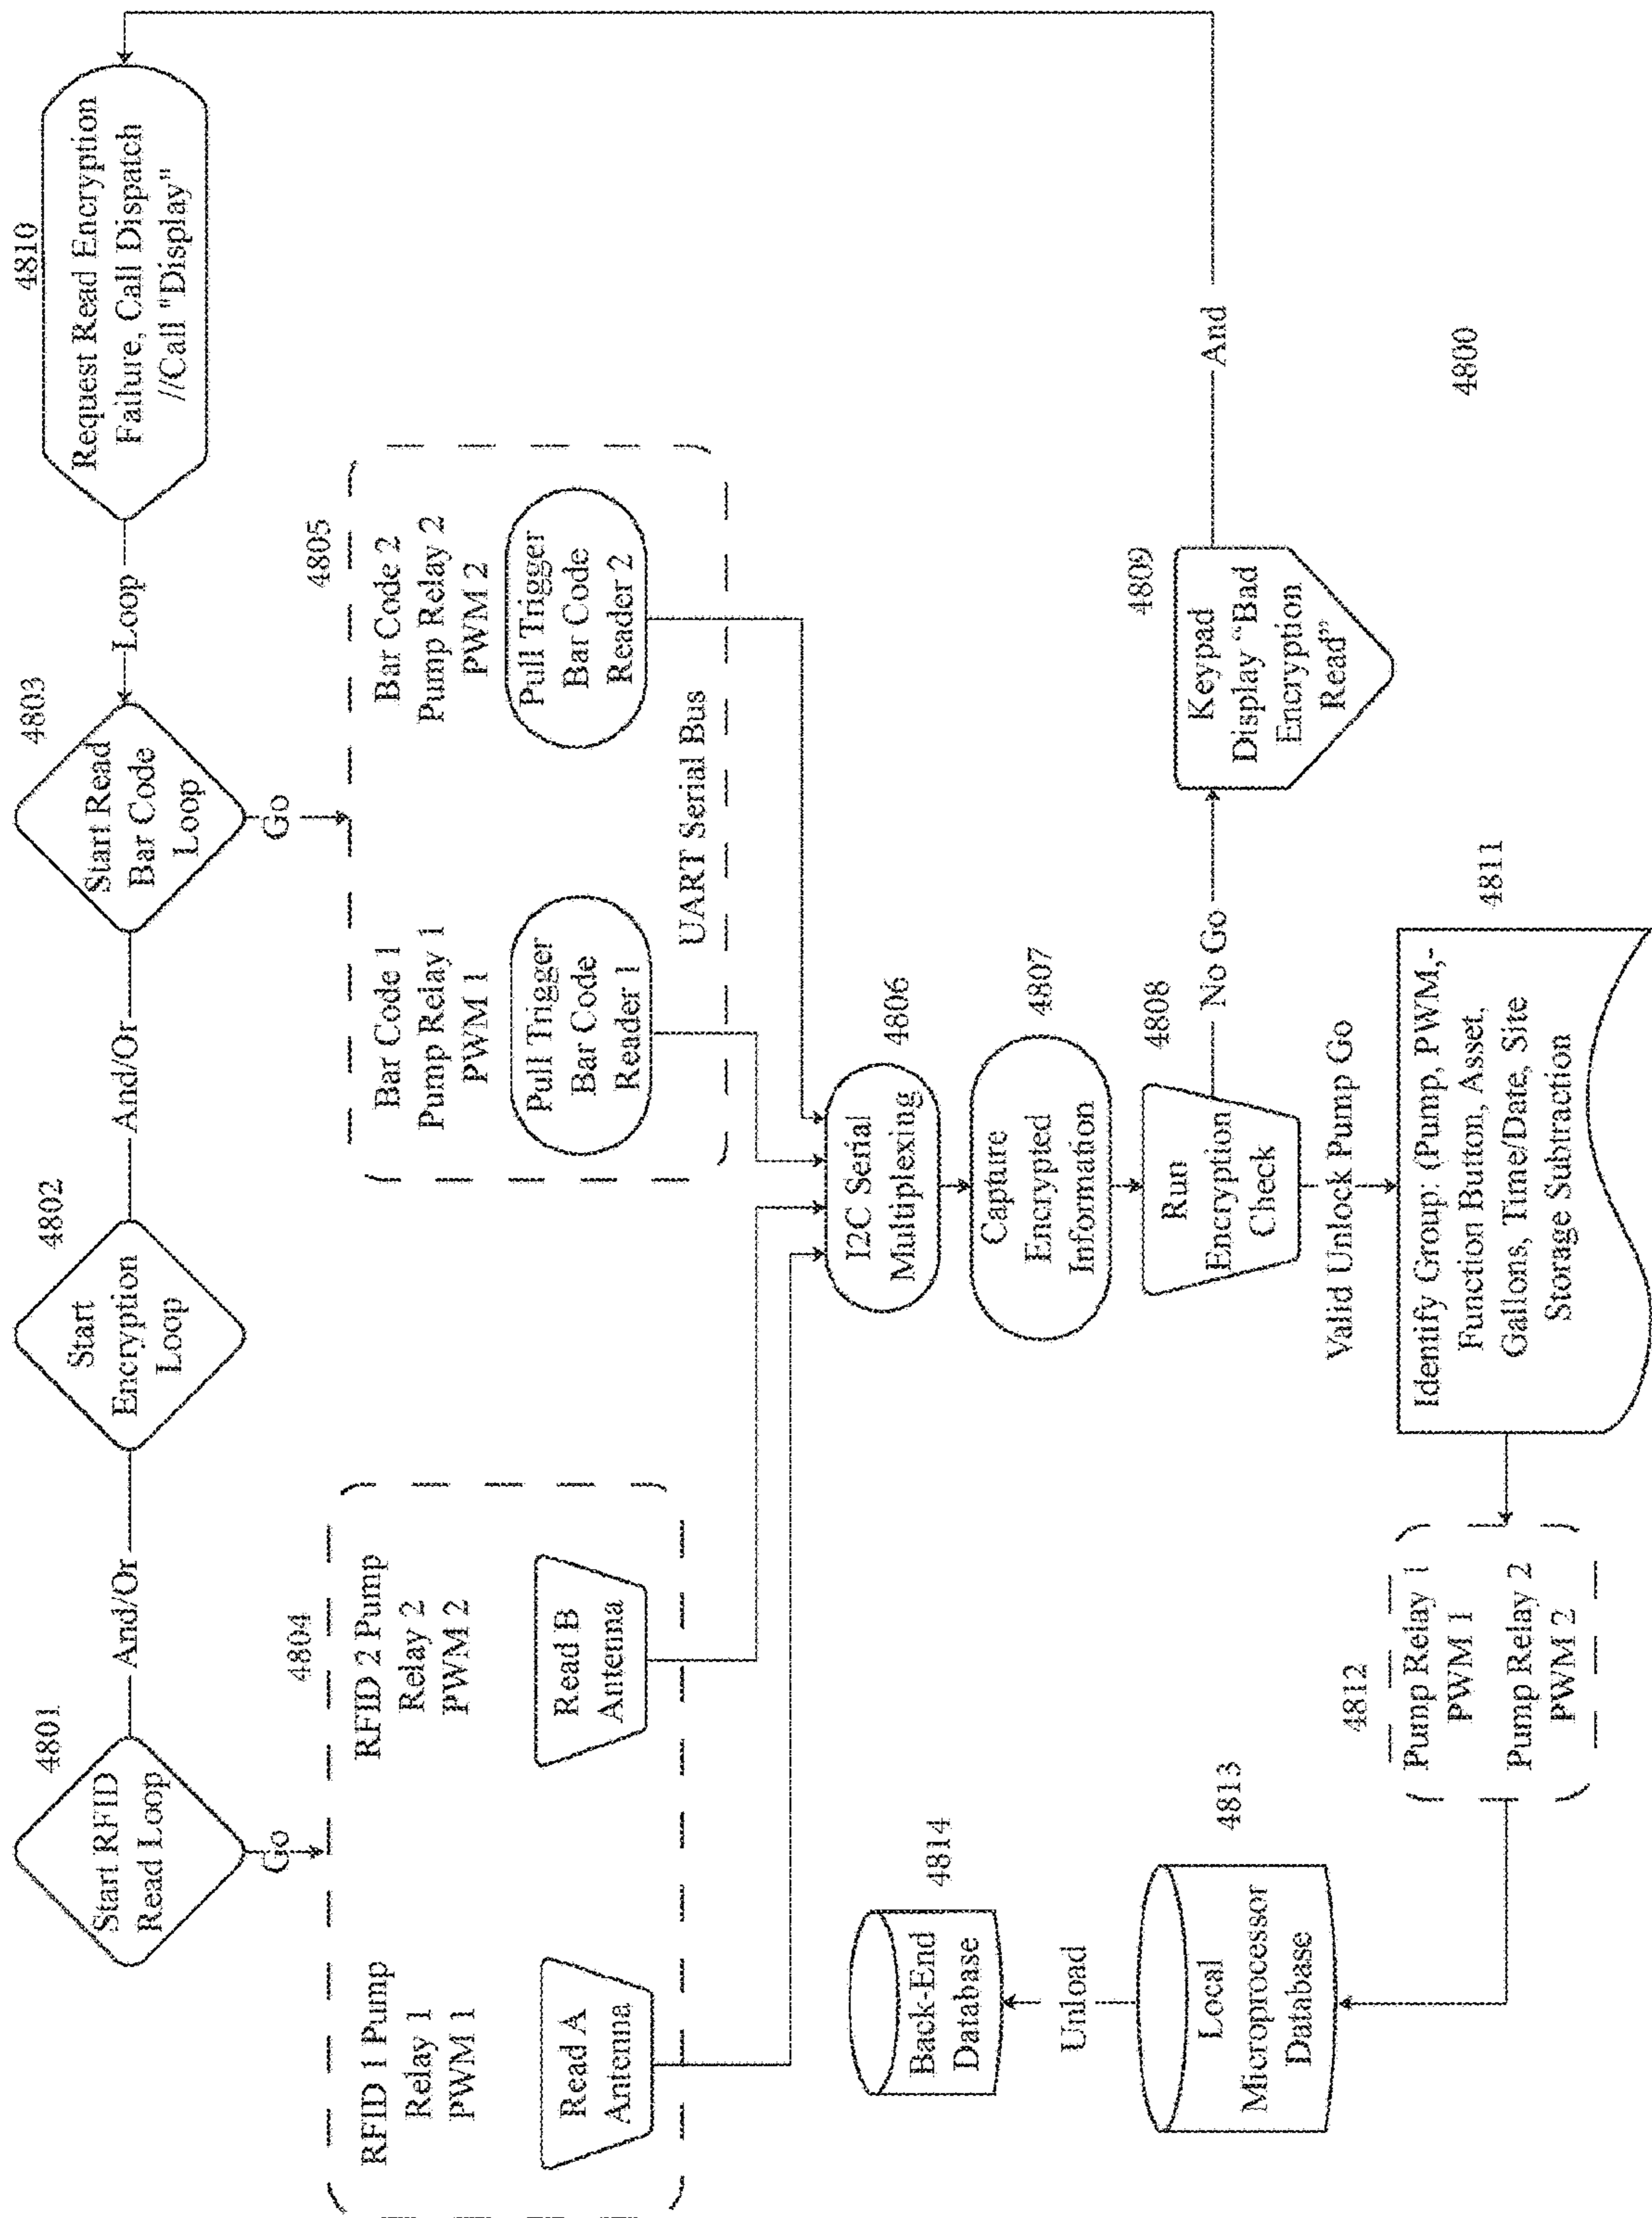 4801
Start RFID
Read Loop
And/Or
4802
Start
Encryption
Loop
And/Or
4803
Start Read
Bar Code
Loop
Loop
4810
Request Read Encryption
Failure, Call Dispatch
//Call "Display"
Go
Go
4804
RFID 1 Pump
Relay 1
PWM 1
RFID 2 Pump
Relay 2
PWM 2
Read A
Antenna
Read B
Antenna
4805
Bar Code 1
Pump Relay 1
PWM 1
Bar Code 2
Pump Relay 2
PWM 2
Pull Trigger
Bar Code
Reader 1
Pull Trigger
Bar Code
Reader 2
UART Serial Bus
I2C Serial
Multiplexing
4806
Capture
Encrypted
Information
4807
Run
Encryption
Check
4808
No Go
4809
Keypad
Display “Bad
Encryption
Read”
And
Valid Unlock Pump Go
Identify Group: (Pump, PWM,-
Function Button, Asset,
Gallons, Time/Date, Site
Storage Subtraction
4811
4812
Pump Relay 1
PWM 1
Pump Relay 2
PWM 2
4813
Local
Microprocessor
Database
Unload
4814
Back-End
Database
4800